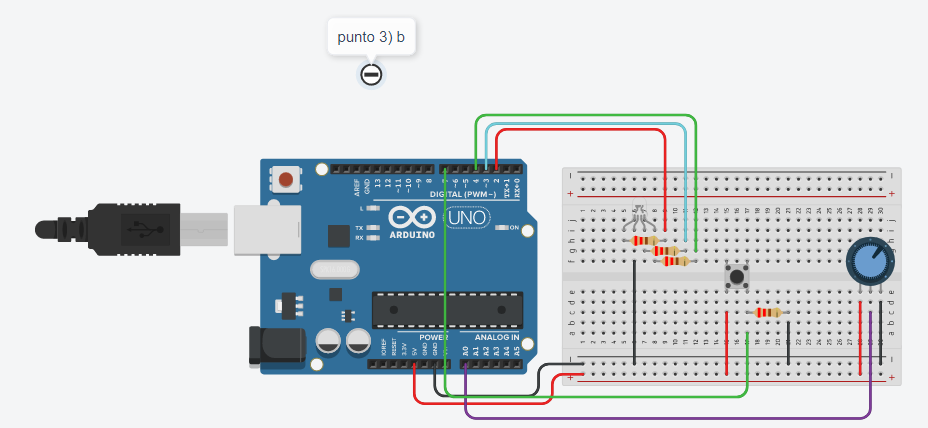 punto 3) b
AREF
GND
13
12
~11
~10
~9
8
7
~6
~5
4
~3
2
TX→1
RX←0
DIGITAL (PWM~)
L
TX
RX
UNO
ARDUINO
ON
POWER
ANALOG IN
IOREF
RESET
3.3V
5V
GND
GND
A0
A1
A2
A3
A4
A5